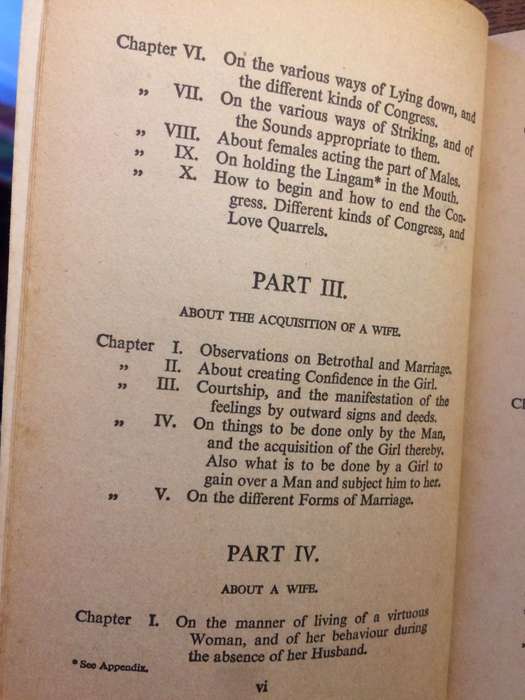 Chapter VI. On the various ways of Lying down, and
the different kinds of Congress.
„ VII. On the various ways of Striking, and of
the Sounds appropriate to them.
„ VIII. About females acting the part of Males.
„ IX. On holding the Lingam* in the Mouth.
„ X. How to begin and how to end the Con-
gress. Different kinds of Congress, and
Love Quarrels.
PART III.
ABOUT THE ACQUISITION OF A WIFE.
Chapter I. Observations on Betrothal and Marriage.
„ II. About creating Confidence in the Girl.
„ III. Courtship, and the manifestation of the
feelings by outward signs and deeds.
„ IV. On things to be done only by the Man,
and the acquisition of the Girl thereby.
Also what is to be done by a Girl to
gain over a Man and subject him to her.
„ V. On the different Forms of Marriage.
PART IV.
ABOUT A WIFE.
Chapter I. On the manner of living of a virtuous
Woman, and of her behaviour during
the absence of her Husband.
* See Appendix.
vi